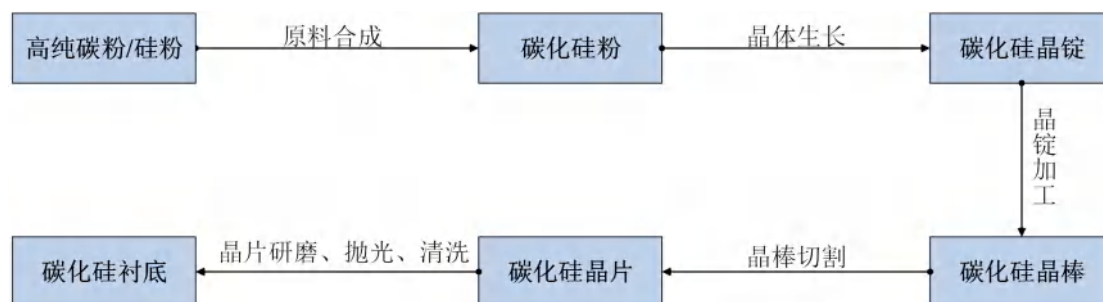 高纯碳粉/硅粉
原料合成
碳化硅粉
晶体生长
碳化硅晶锭
晶锭加工
碳化硅晶棒
晶棒切割
碳化硅晶片
晶片研磨、抛光、清洗
碳化硅衬底